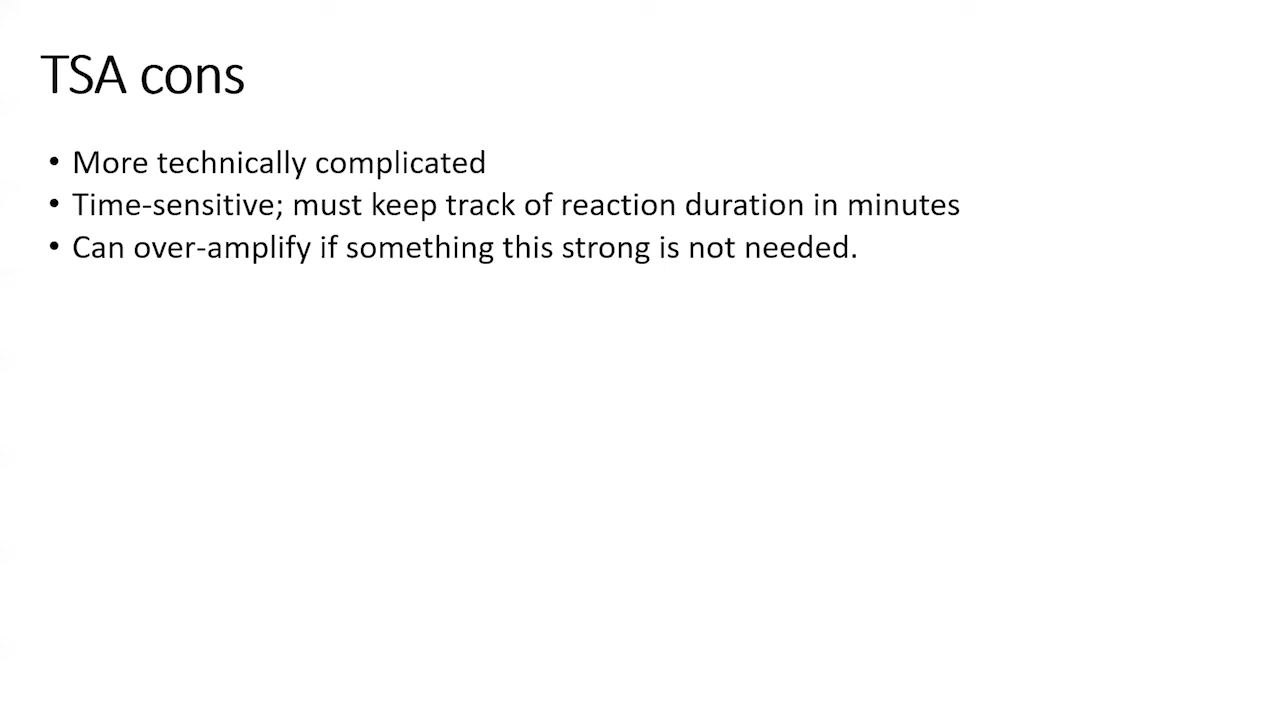 TSA cons
• More technically complicated
• Time-sensitive; must keep track of reaction duration in minutes
• Can over-amplify if something this strong is not needed.